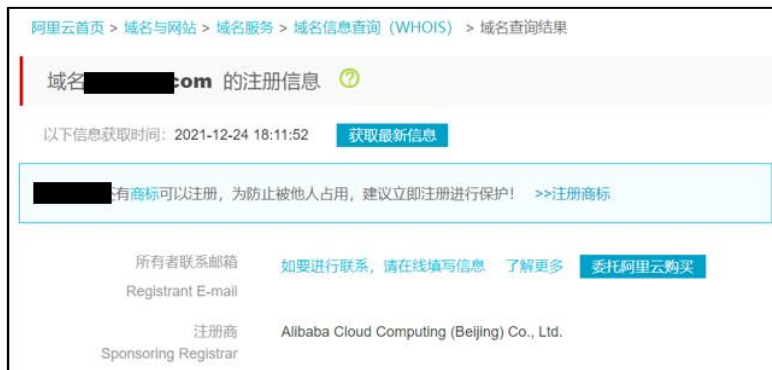 阿里云首页 > 域名与网站 > 域名服务 > 域名信息查询（WHOIS） > 域名查询结果
域名 com 的注册信息 ?
以下信息获取时间：2021-12-24 18:11:52 获取最新信息
还有商标可以注册，为防止被他人占用，建议立即注册进行保护！ >>注册商标
所有者联系邮箱 如要进行联系，请在线填写信息 了解更多 委托阿里云购买
Registrant E-mail
注册商 Alibaba Cloud Computing (Beijing) Co., Ltd.
Sponsoring Registrar